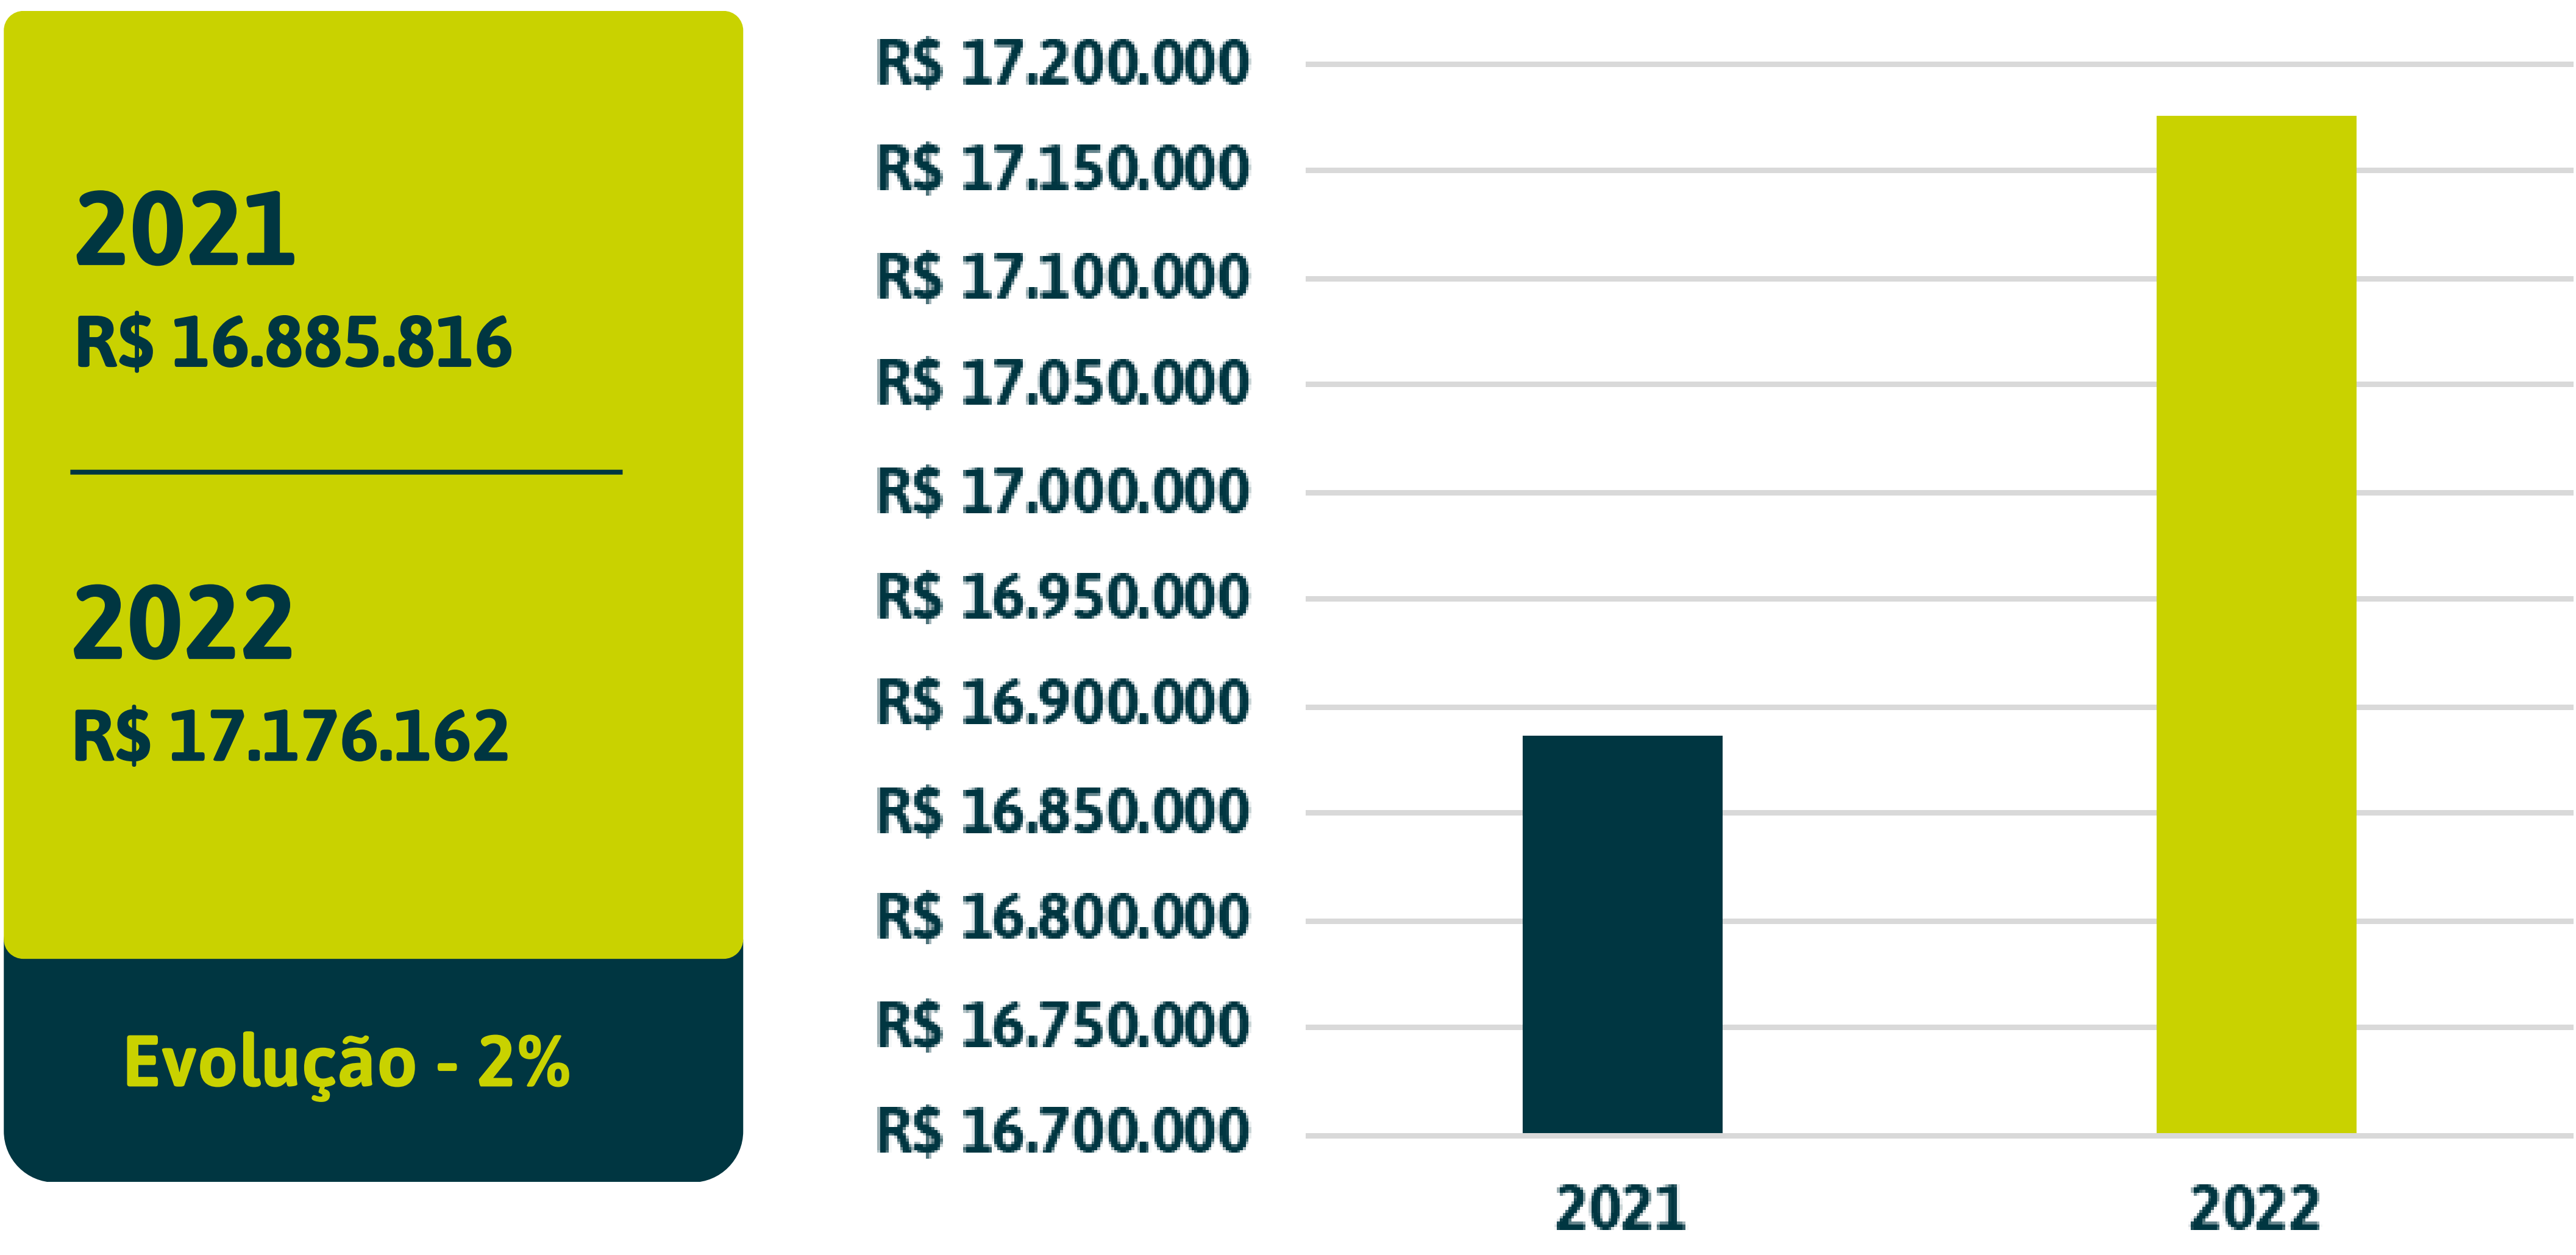 2021
R$ 16.885.816
2022
R$ 17.176.162
Evolução - 2%
R$ 17.200.000
R$ 17.150.000
R$ 17.100.000
R$ 17.050.000
R$ 17.000.000
R$ 16.950.000
R$ 16.900.000
R$ 16.850.000
R$ 16.800.000
R$ 16.750.000
R$ 16.700.000
2021 2022